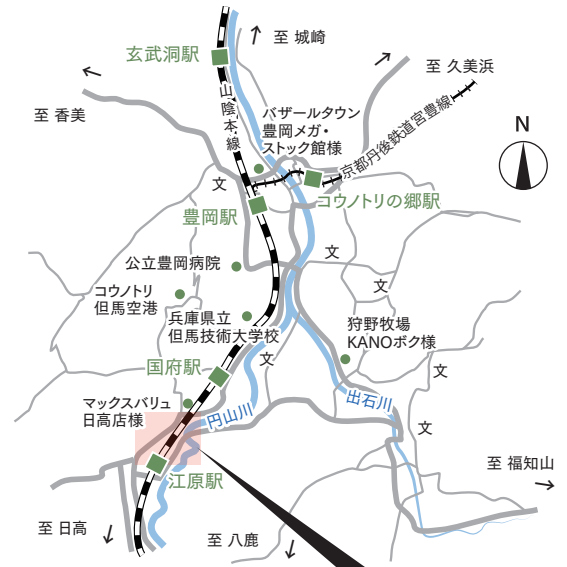 至 城崎
玄武洞駅
至 久美浜
至 香美
山陰本線
バザールタウン
豊岡メガ・
ストック館様
京都丹後鉄道宮豊線
N
文
コウノトリの郷駅
豊岡駅
文
公立豊岡病院
文
コウノトリ
但馬空港
兵庫県立
但馬技術大学校
狩野牧場
KANOボク様
文
国府駅
文
マックスバリュ
日高店様
円山川
出石川
文
江原駅
至 福知山
至 日高
至 八鹿